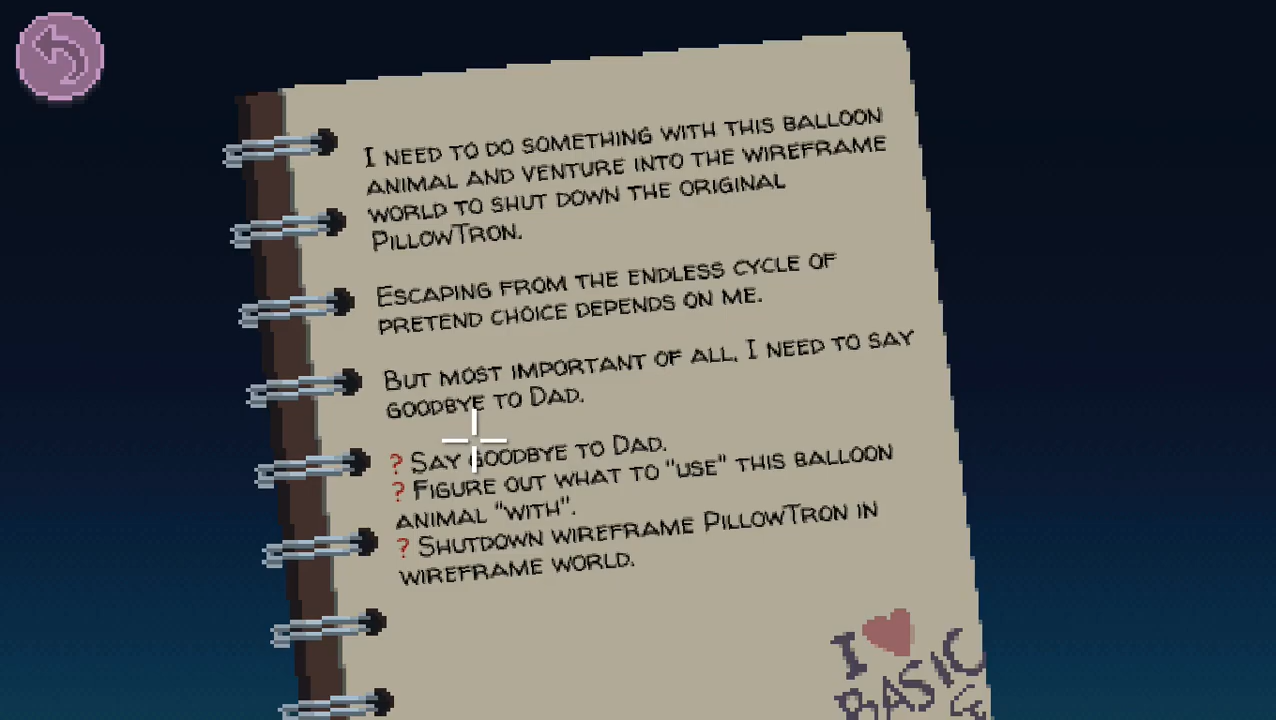 I need to do something with this balloon
animal and venture into the wireframe
world to shut down the original
PillowTron.
Escaping from the endless cycle of
pretend choice depends on me.
But most important of all, I need to say
goodbye to Dad.
? Say goodbye to Dad.
? Figure out what to "use" this balloon
animal "with".
? Shutdown wireframe PillowTron in
wireframe world.
I ♥
BASIC